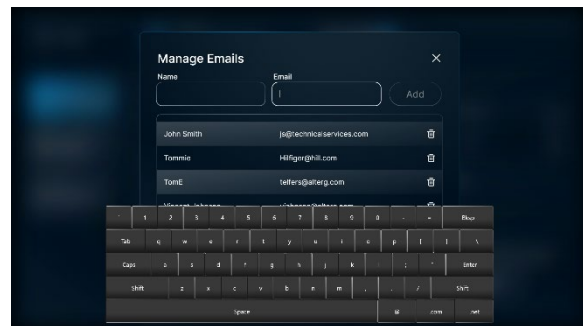 Manage Emails
Name Email
Add
John Smith js@technicalservices.com
Tommie Hilfiger@hill.com
TomE telfers@alterg.com
1 2 3 4 5 6 7 8 9 0 - = Bksp
Tab q w e r t y u i o p [ ] \
Caps a s d f g h j k l ; ' Enter
Shift z x c v b n m , . / Shift
Space @ .com .net